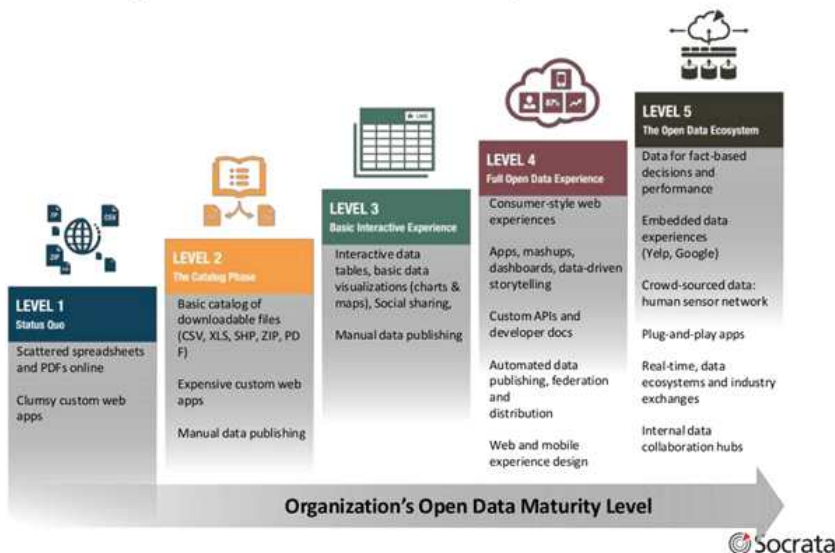 LEVEL 1
Status Quo
Scattered spreadsheets
and PDFs online
Clumsy custom web
apps
LEVEL 2
The Catalog Phase
Basic catalog of
downloadable files
(CSV, XLS, SHP, ZIP, PD
F)
Expensive custom web
apps
Manual data publishing
LEVEL 3
Basic Interactive Experience
Interactive data
tables, basic data
visualizations (charts &
maps), Social sharing,
Manual data publishing
LEVEL 4
Full Open Data Experience
Consumer-style web
experiences
Apps, mashups,
dashboards, data-driven
storytelling
Custom APIs and
developer docs
Automated data
publishing, federation
and
distribution
Web and mobile
experience design
LEVEL 5
The Open Data Ecosystem
Data for fact-based
decisions and
performance
Embedded data
experiences
(Yelp, Google)
Crowd-sourced data:
human sensor network
Plug-and-play apps
Real-time, data
ecosystems and industry
exchanges
Internal data
collaboration hubs
Organization's Open Data Maturity Level
Socrata
CSV
ZIP